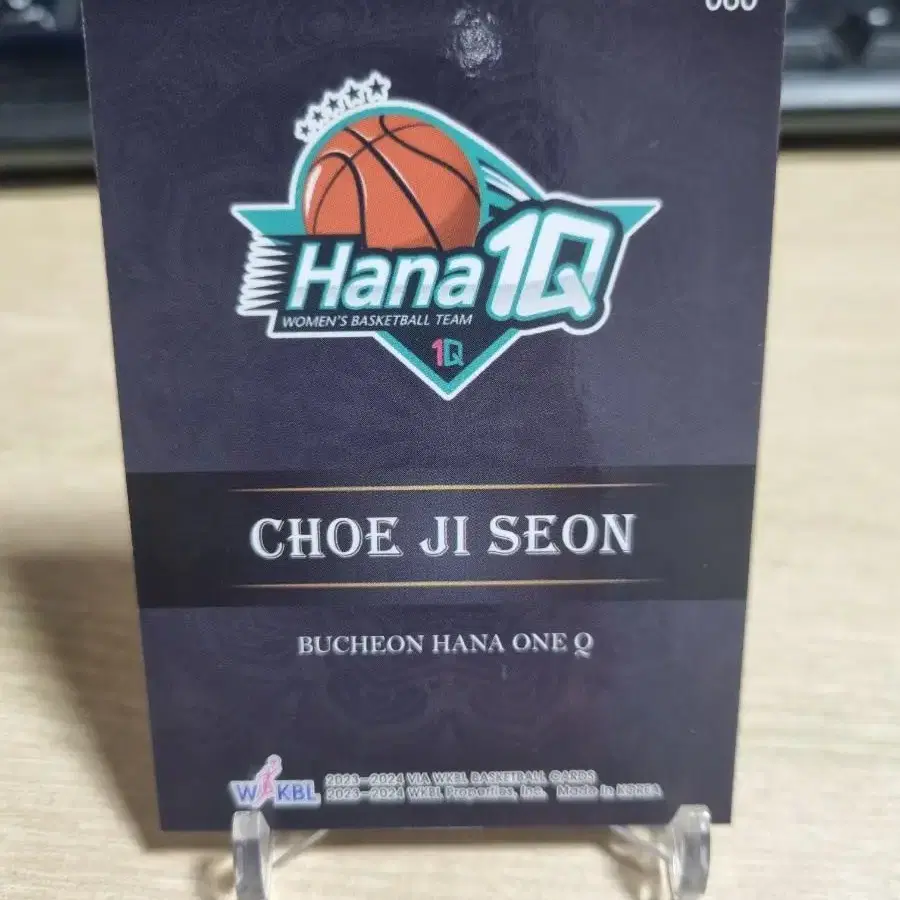 060
Hana 1Q
WOMEN'S BASKETBALL TEAM
1Q
CHOE JI SEON
BUCHEON HANA ONE Q
WKBL
2023-2024 VIA WKBL BASKETBALL CARDS
2023-2024 WKBL Properties, Inc. Made in KOREA